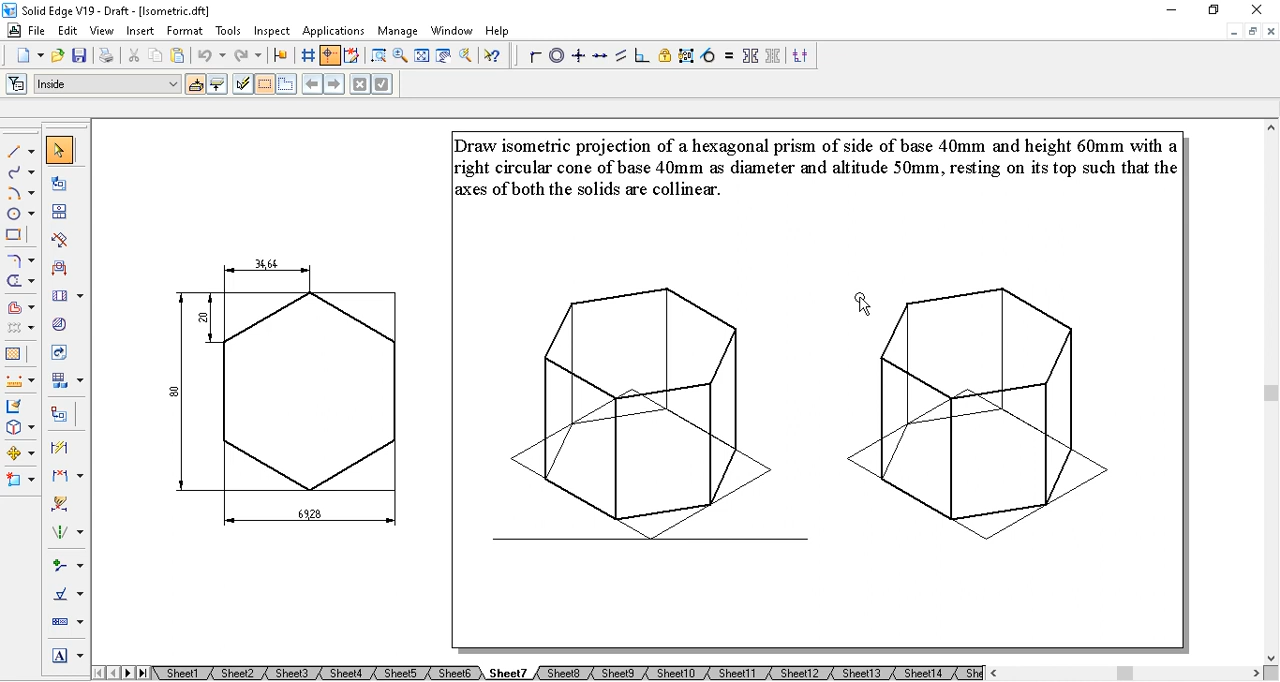 Solid Edge V19 - Draft - [Isometric.dft]
File Edit View Insert Format Tools Inspect Applications Manage Window Help
Inside
Draw isometric projection of a hexagonal prism of side of base 40mm and height 60mm with a
right circular cone of base 40mm as diameter and altitude 50mm, resting on its top such that the
axes of both the solids are collinear.
34,64
20
80
69,28
A
Sheet1 Sheet2 Sheet3 Sheet4 Sheet5 Sheet6 Sheet7 Sheet8 Sheet9 Sheet10 Sheet11 Sheet12 Sheet13 Sheet14 She